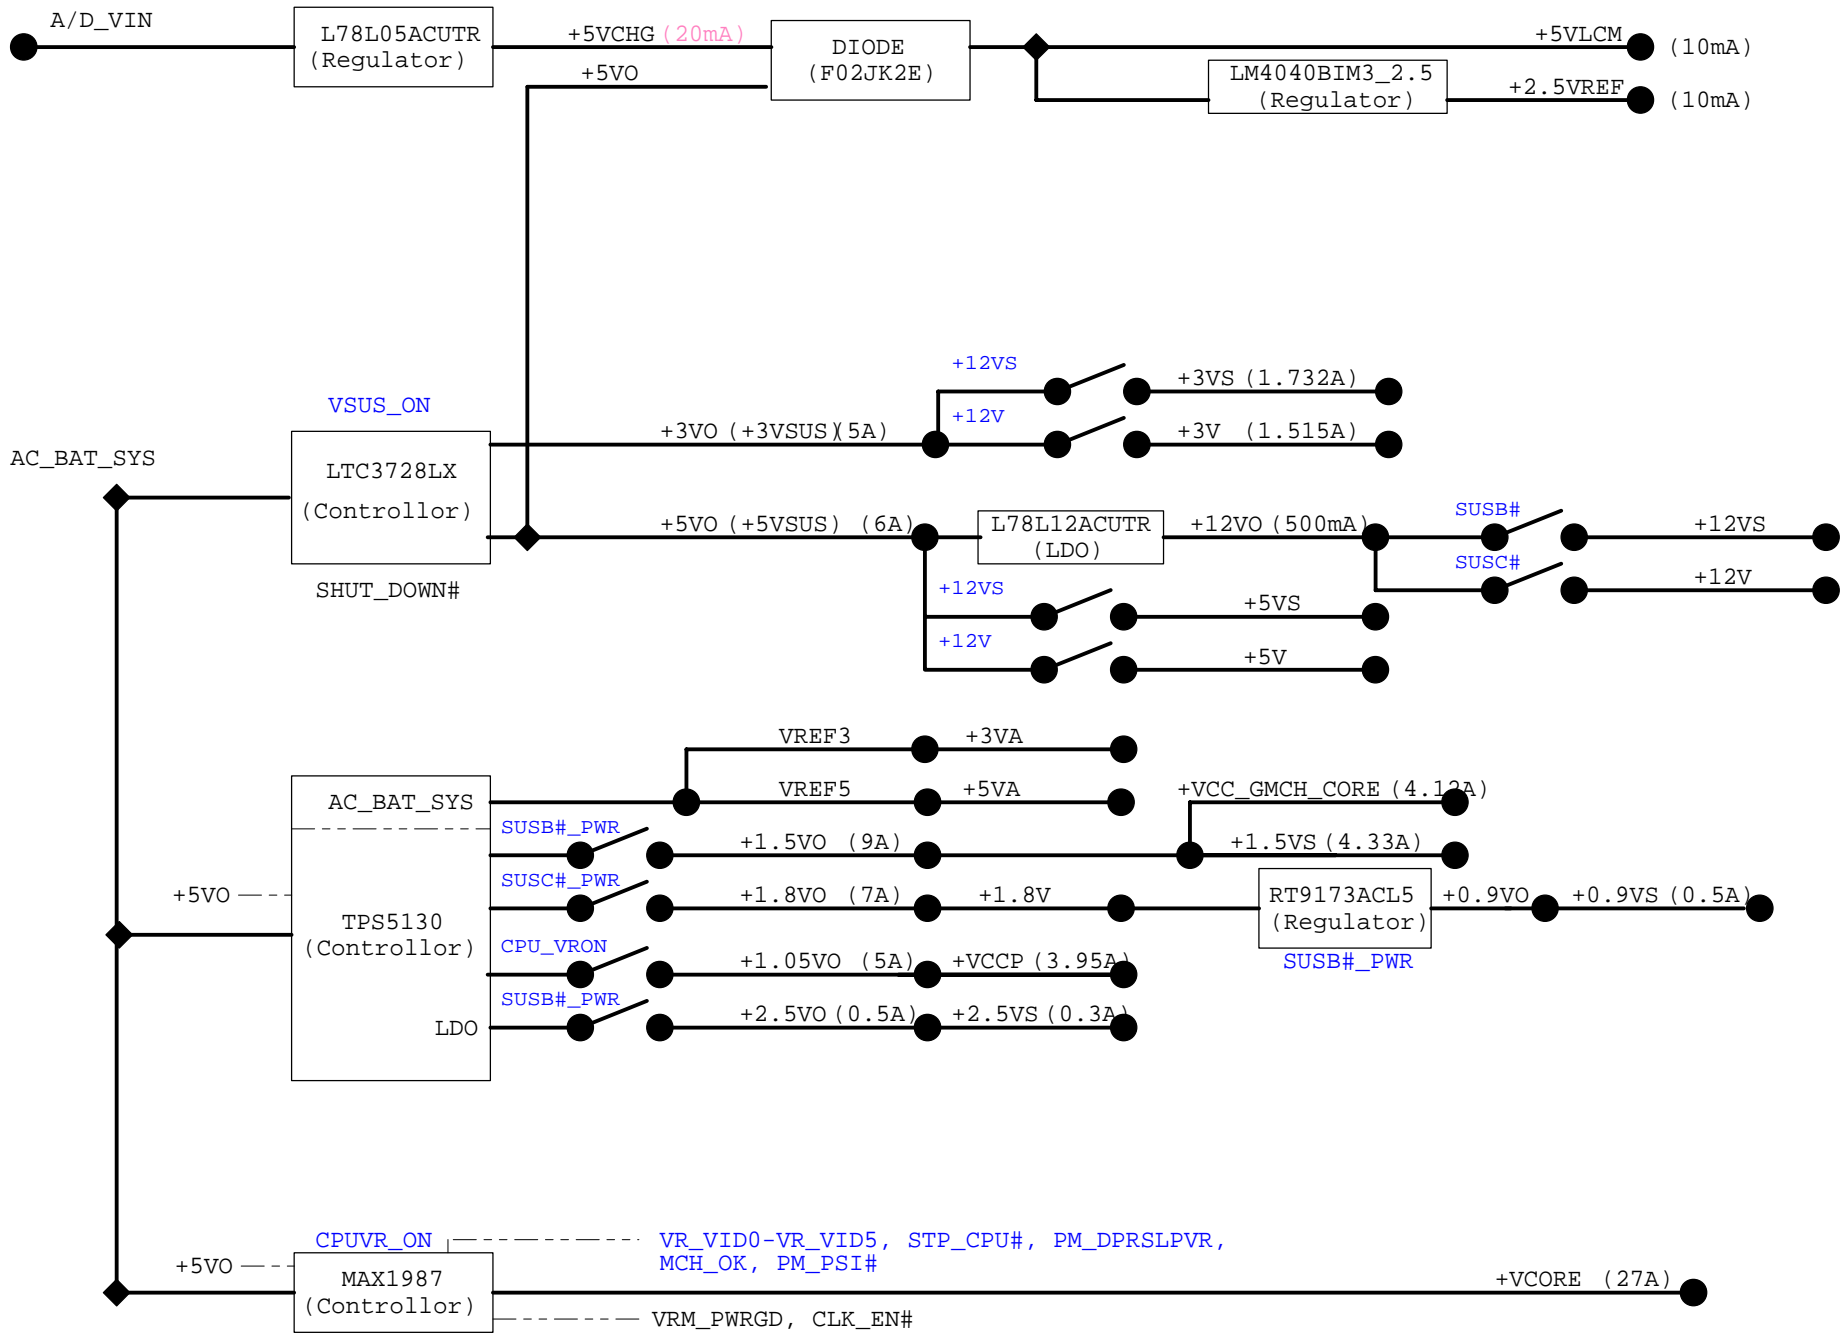 A/D_VIN
L78L05ACUTR
(Regulator)
+5VCHG (20mA)
+5VO
DIODE
(F02JK2E)
+5VLCM (10mA)
LM4040BIM3_2.5
(Regulator)
+2.5VREF (10mA)
VSUS_ON
AC_BAT_SYS
LTC3728LX
(Controllor)
SHUT_DOWN#
+3VO (+3VSUS)(5A)
+12VS
+3VS (1.732A)
+12V
+3V (1.515A)
+5VO (+5VSUS) (6A)
L78L12ACUTR
(LDO)
+12VO (500mA)
SUSB#
+12VS
SUSC#
+12V
+12VS
+5VS
+12V
+5V
VREF3 +3VA
AC_BAT_SYS
VREF5 +5VA
+VCC_GMCH_CORE (4.12A)
SUSB#_PWR
+1.5VO (9A)
+1.5VS (4.33A)
+5VO
SUSC#_PWR
+1.8VO (7A) +1.8V
RT9173ACL5
(Regulator)
SUSB#_PWR
+0.9VO +0.9VS (0.5A)
TPS5130
(Controllor)
CPU_VRON
+1.05VO (5A) +VCCP (3.95A)
SUSB#_PWR
LDO
+2.5VO (0.5A) +2.5VS (0.3A)
CPUVR_ON
VR_VID0-VR_VID5, STP_CPU#, PM_DPRSLPVR,
MCH_OK, PM_PSI#
+5VO
MAX1987
(Controllor)
+VCORE (27A)
VRM_PWRGD, CLK_EN#